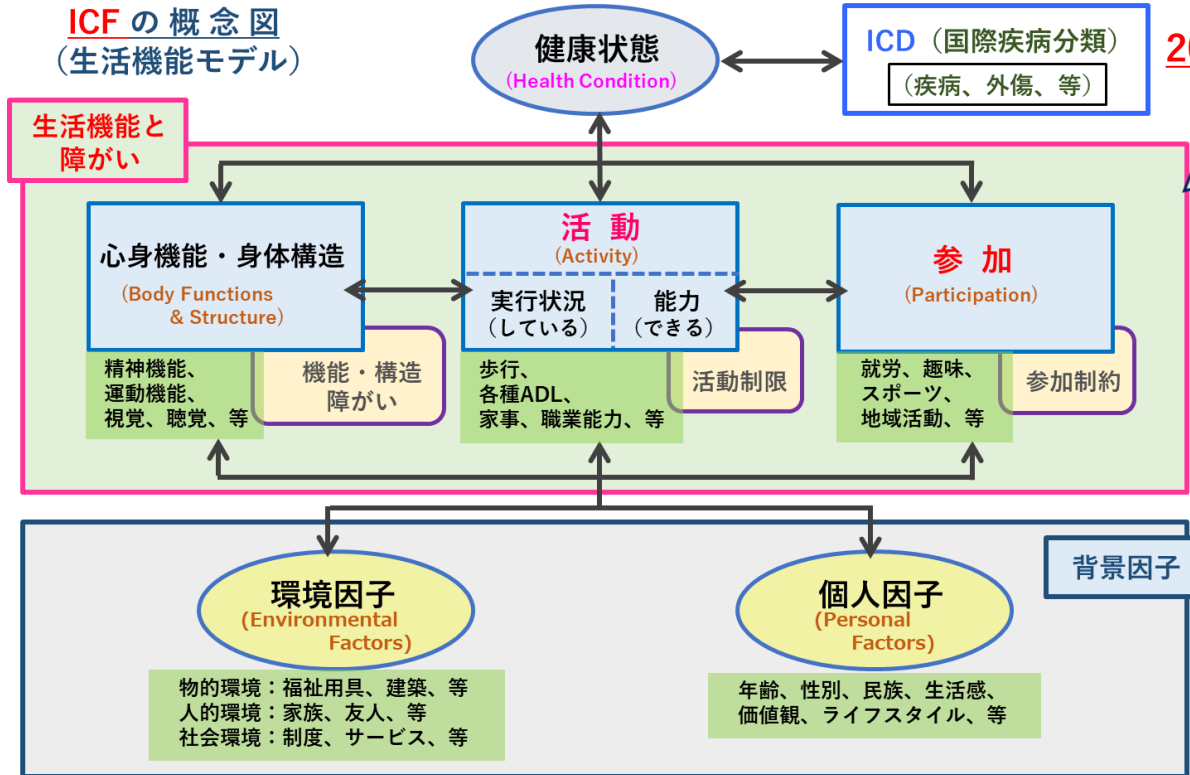 ICF の 概 念 図
（生活機能モデル）
健康状態
(Health Condition)
ICD（国際疾病分類）
（疾病、外傷、等）
生活機能と
障がい
心身機能・身体構造
(Body Functions
& Structure)
機能・構造
障がい
精神機能、
運動機能、
視覚、聴覚、等
活 動
(Activity)
実行状況
（している）
能力
（できる）
活動制限
歩行、
各種ADL、
家事、職業能力、等
参 加
(Participation)
参加制約
就労、趣味、
スポーツ、
地域活動、等
背景因子
環境因子
(Environmental
Factors)
物的環境：福祉用具、建築、等
人的環境：家族、友人、等
社会環境：制度、サービス、等
個人因子
(Personal
Factors)
年齢、性別、民族、生活感、
価値観、ライフスタイル、等